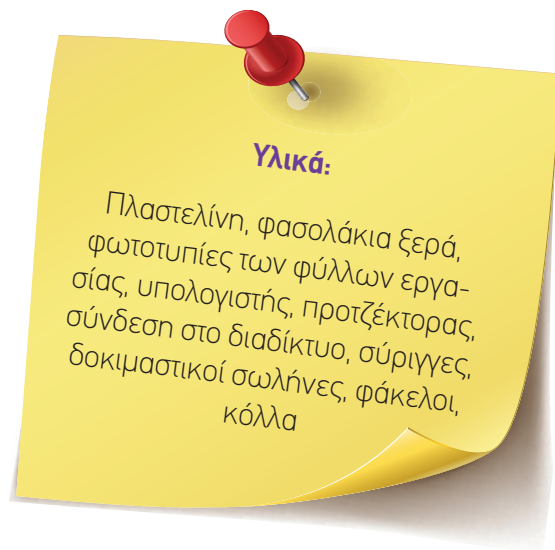 Υλικά:
Πλαστελίνη, φασολάκια ξερά,
φωτοτυπίες των φύλλων εργα-
σίας, υπολογιστής, προτζέκτορας,
σύνδεση στο διαδίκτυο, σύριγγες,
δοκιμαστικοί σωλήνες, φάκελοι,
κόλλα